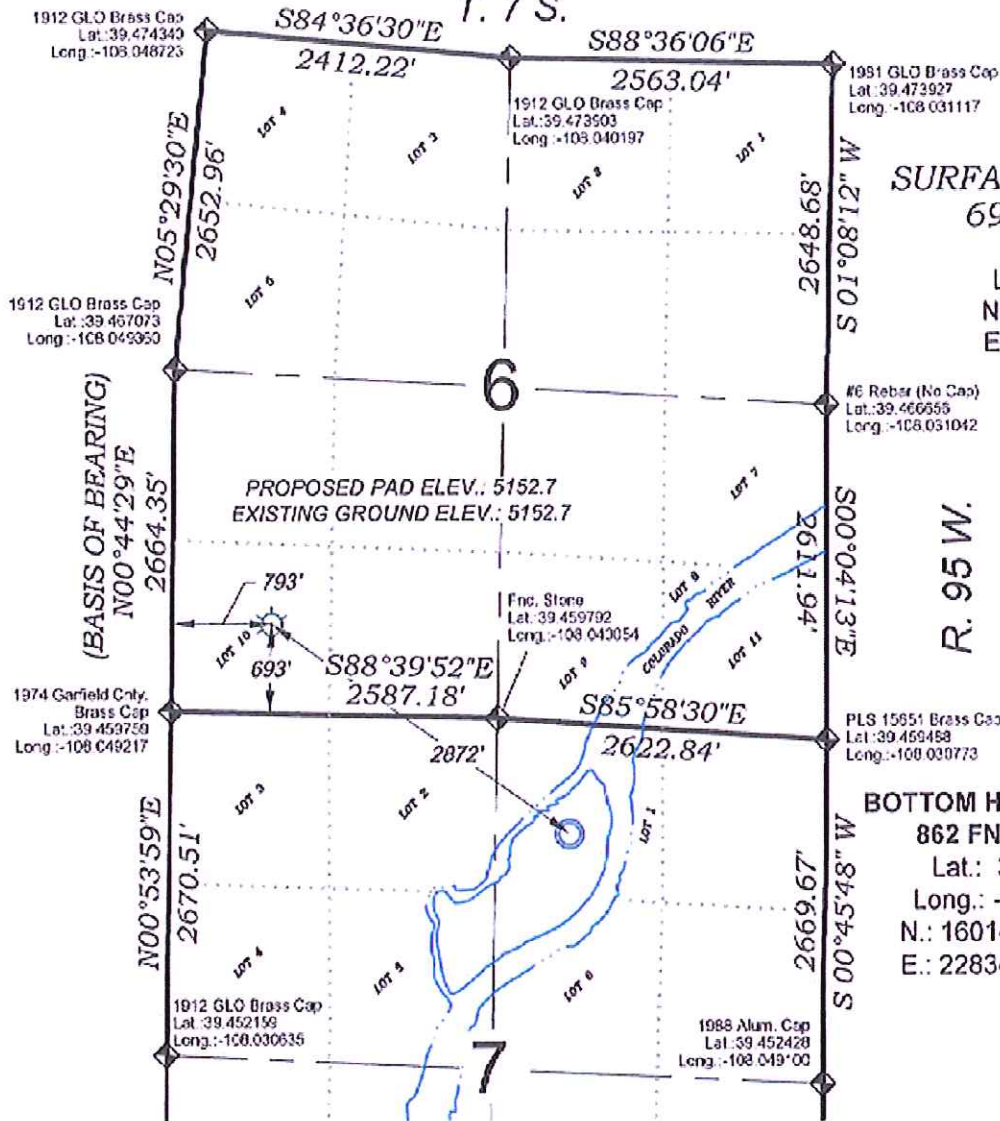 T. 7 S.
1912 GLO Brass Cap
Lat.:39.474340
Long:-108.048723
S84°36'30"E
2412.22'
S88°36'06"E
2563.04'
1912 GLO Brass Cap
Lat.:39.473903
Long:-108.040197
1981 GLO Brass Cap
Lat.:39.473927
Long.:-108.031117
LOT 4
LOT 3
LOT 2
LOT 1
N05°29'30"E
2652.96'
2648.68'
S 01°08'12" W
SURFA
69
L
N
E
LOT 5
1912 GLO Brass Cap
Lat.:39.467073
Long.:-108.049360
6
#6 Rebar (No Cap)
Lat.:39.466655
Long.:-108.031042
(BASIS OF BEARING)
N00°44'29"E
2664.35'
PROPOSED PAD ELEV.: 5152.7
EXISTING GROUND ELEV.: 5152.7
LOT 7
S00°04'13"E
2611.94'
R. 95 W.
793'
693'
LOT 10
Fnc. Stone
Lat.:39.459792
Long.:-108.040054
LOT 8
COLORADO RIVER
LOT 9
LOT 11
S88°39'52"E
2587.18'
S85°58'30"E
2622.84'
1974 Garfield Cnty.
Brass Cap
Lat.:39.459759
Long.:-108.049217
2872'
PLS 15651 Brass Cap
Lat.:39.459488
Long.:-108.030773
LOT 3
LOT 2
LOT 1
BOTTOM H
862 FN
Lat.: 3
Long.: -
N.: 1601
E.: 2283
N00°53'59"E
2670.51'
2669.67'
S 00°45'48" W
LOT 4
LOT 5
LOT 6
1912 GLO Brass Cap
Lat.:39.452159
Long.:-108.030635
1988 Alum. Cap
Lat.:39.452428
Long.:-108.049100
7